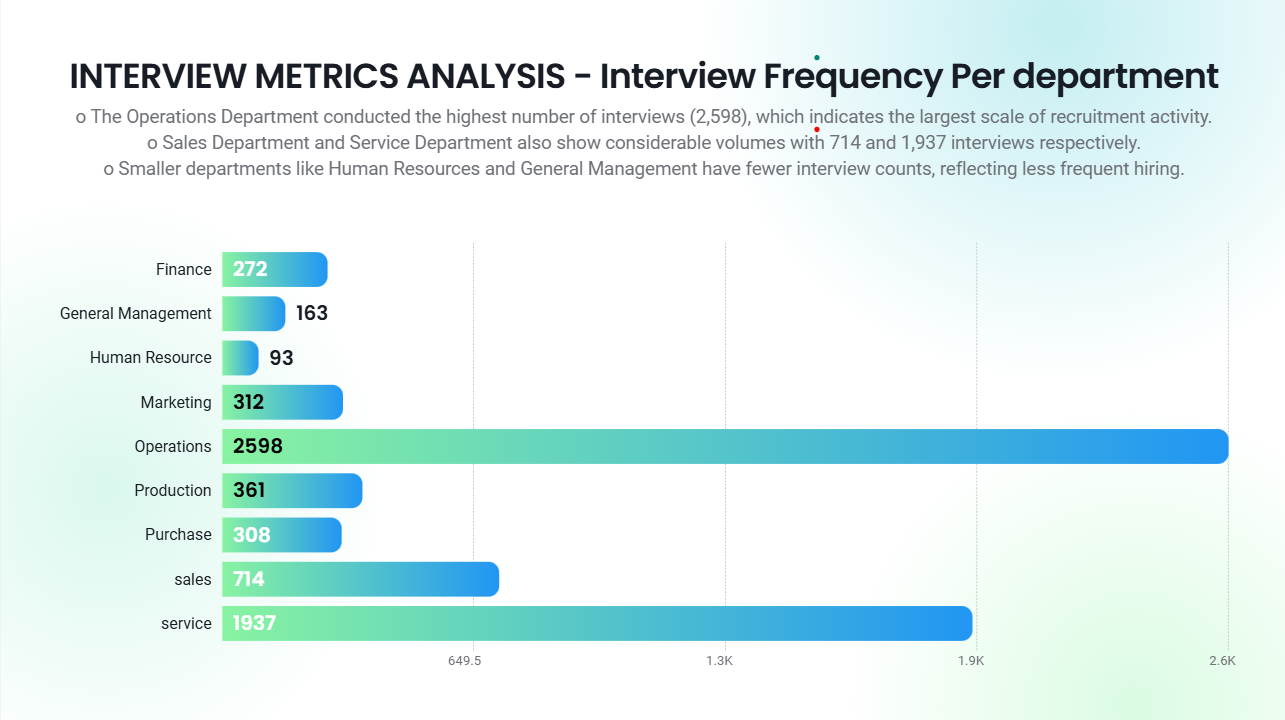 INTERVIEW METRICS ANALYSIS - Interview Frequency Per department
o The Operations Department conducted the highest number of interviews (2,598), which indicates the largest scale of recruitment activity.
o Sales Department and Service Department also show considerable volumes with 714 and 1,937 interviews respectively.
o Smaller departments like Human Resources and General Management have fewer interview counts, reflecting less frequent hiring.
Finance 272
General Management 163
Human Resource 93
Marketing 312
Operations 2598
Production 361
Purchase 308
sales 714
service 1937
649.5 1.3K 1.9K 2.6K